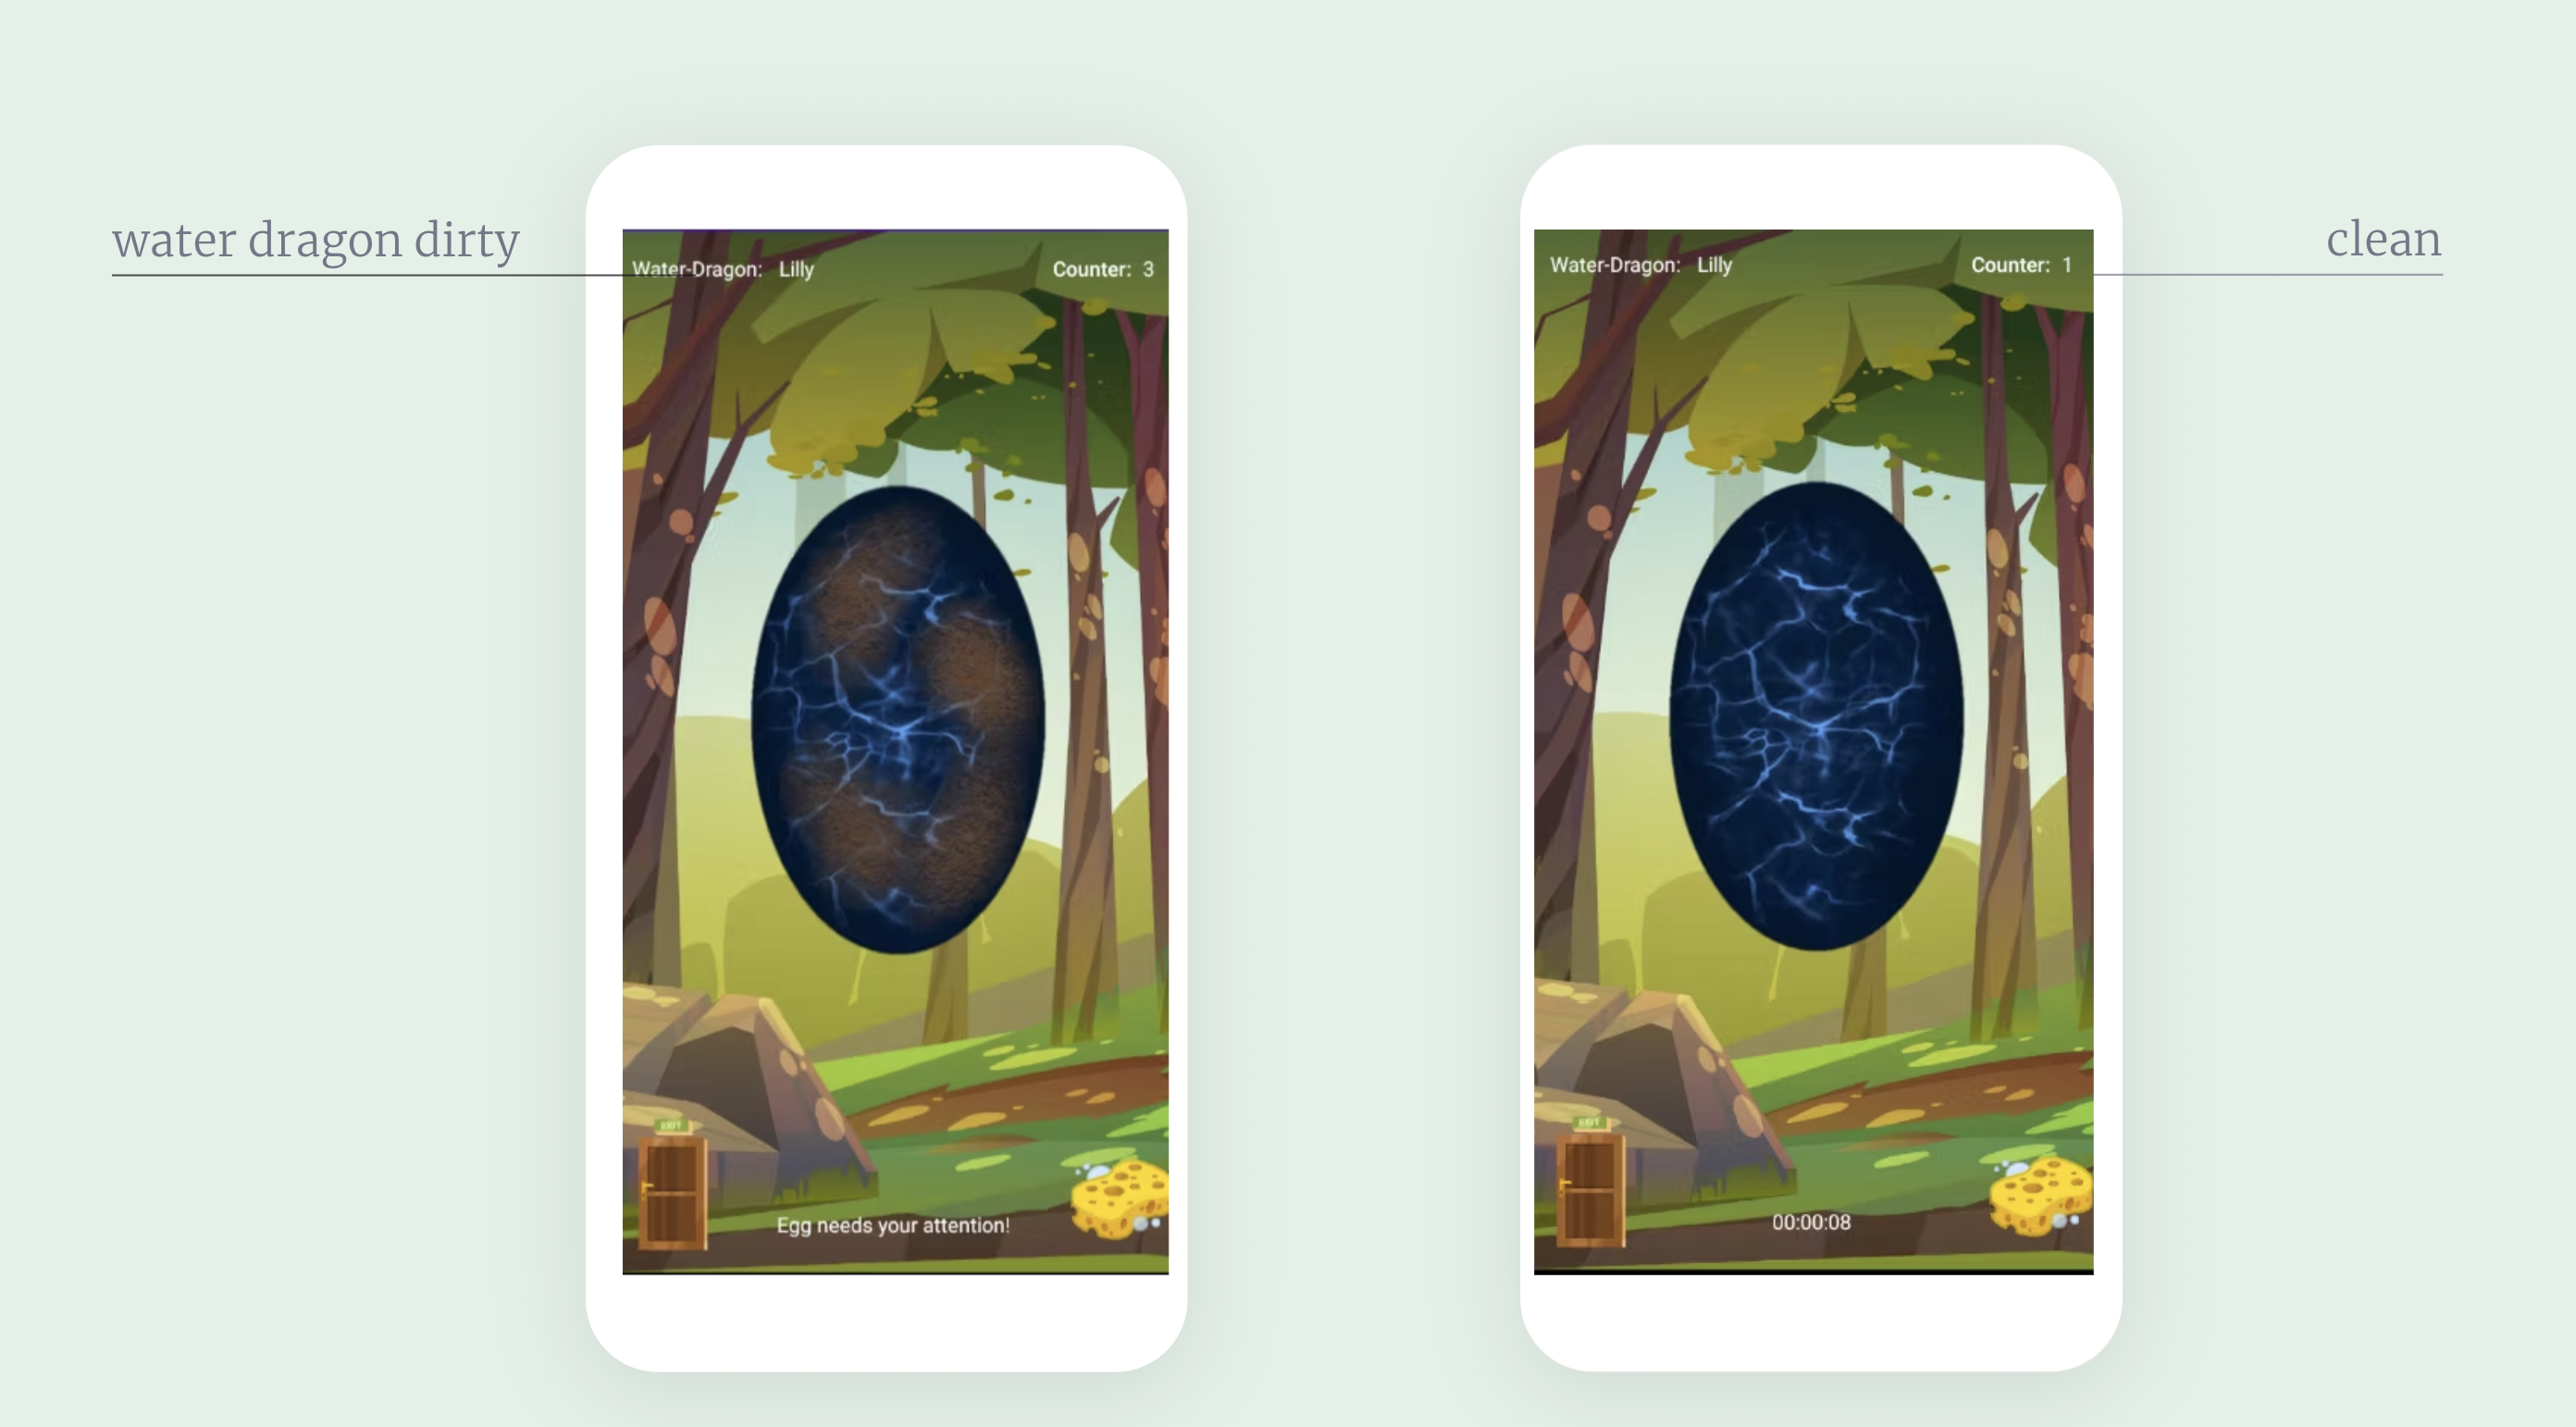 water dragon dirty
Water-Dragon: Lilly
Counter: 3
EXIT
Egg needs your attention!
clean
Water-Dragon: Lilly
Counter: 1
EXIT
00:00:08